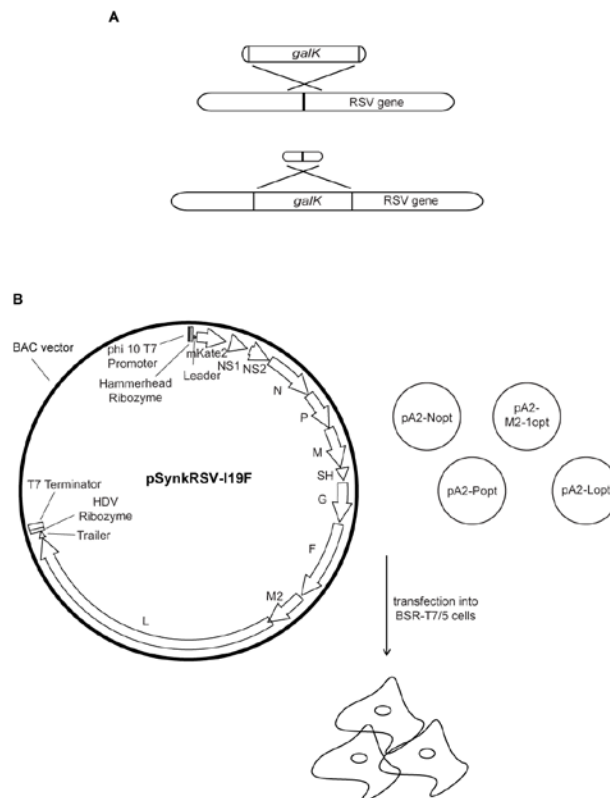 A
galK
RSV gene
galK
RSV gene
B
BAC vector
phi 10 T7
Promoter
Hammerhead
Ribozyme
Leader
mKate2
NS1
NS2
N
P
M
SH
G
F
M2
L
pSynkRSV-I19F
T7 Terminator
HDV
Ribozyme
Trailer
pA2-Nopt
pA2-
M2-1opt
pA2-Popt
pA2-Lopt
transfection into
BSR-T7/5 cells